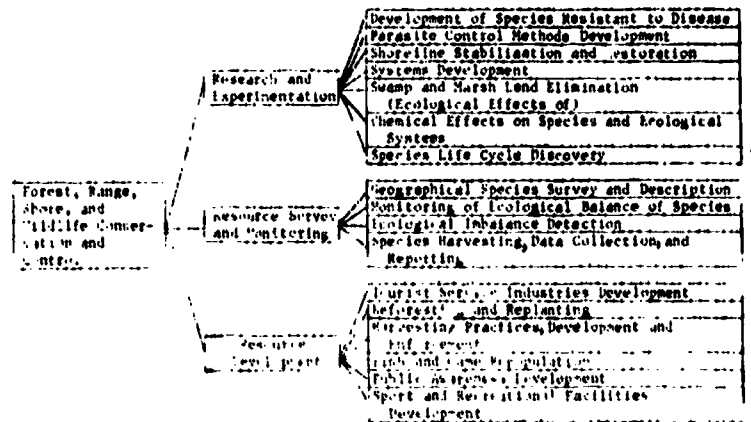 Forest, Range,
Shore, and
Wildlife Conser-
vation and
Control
Research and
Experimentation
Development of Species Resistant to Disease
Parasite Control Methods Development
Shoreline Stabilization and Restoration
Systems Development
Swamp and Marsh Land Elimination
(Ecological Effects of)
Chemical Effects on Species and Ecological
Systems
Species Life Cycle Discovery
Resource Survey
and Monitoring
Geographical Species Survey and Description
Monitoring of Ecological Balance of Species
Ecological Imbalance Detection
Species Harvesting, Data Collection, and
Reporting
Resource
Development
Tourist Service Industries Development
and Replanting
Harvesting Practices, Development and
Enforcement
Fish and Game Repopulation
Public Awareness Development
Sport and Recreational Facilities
Development